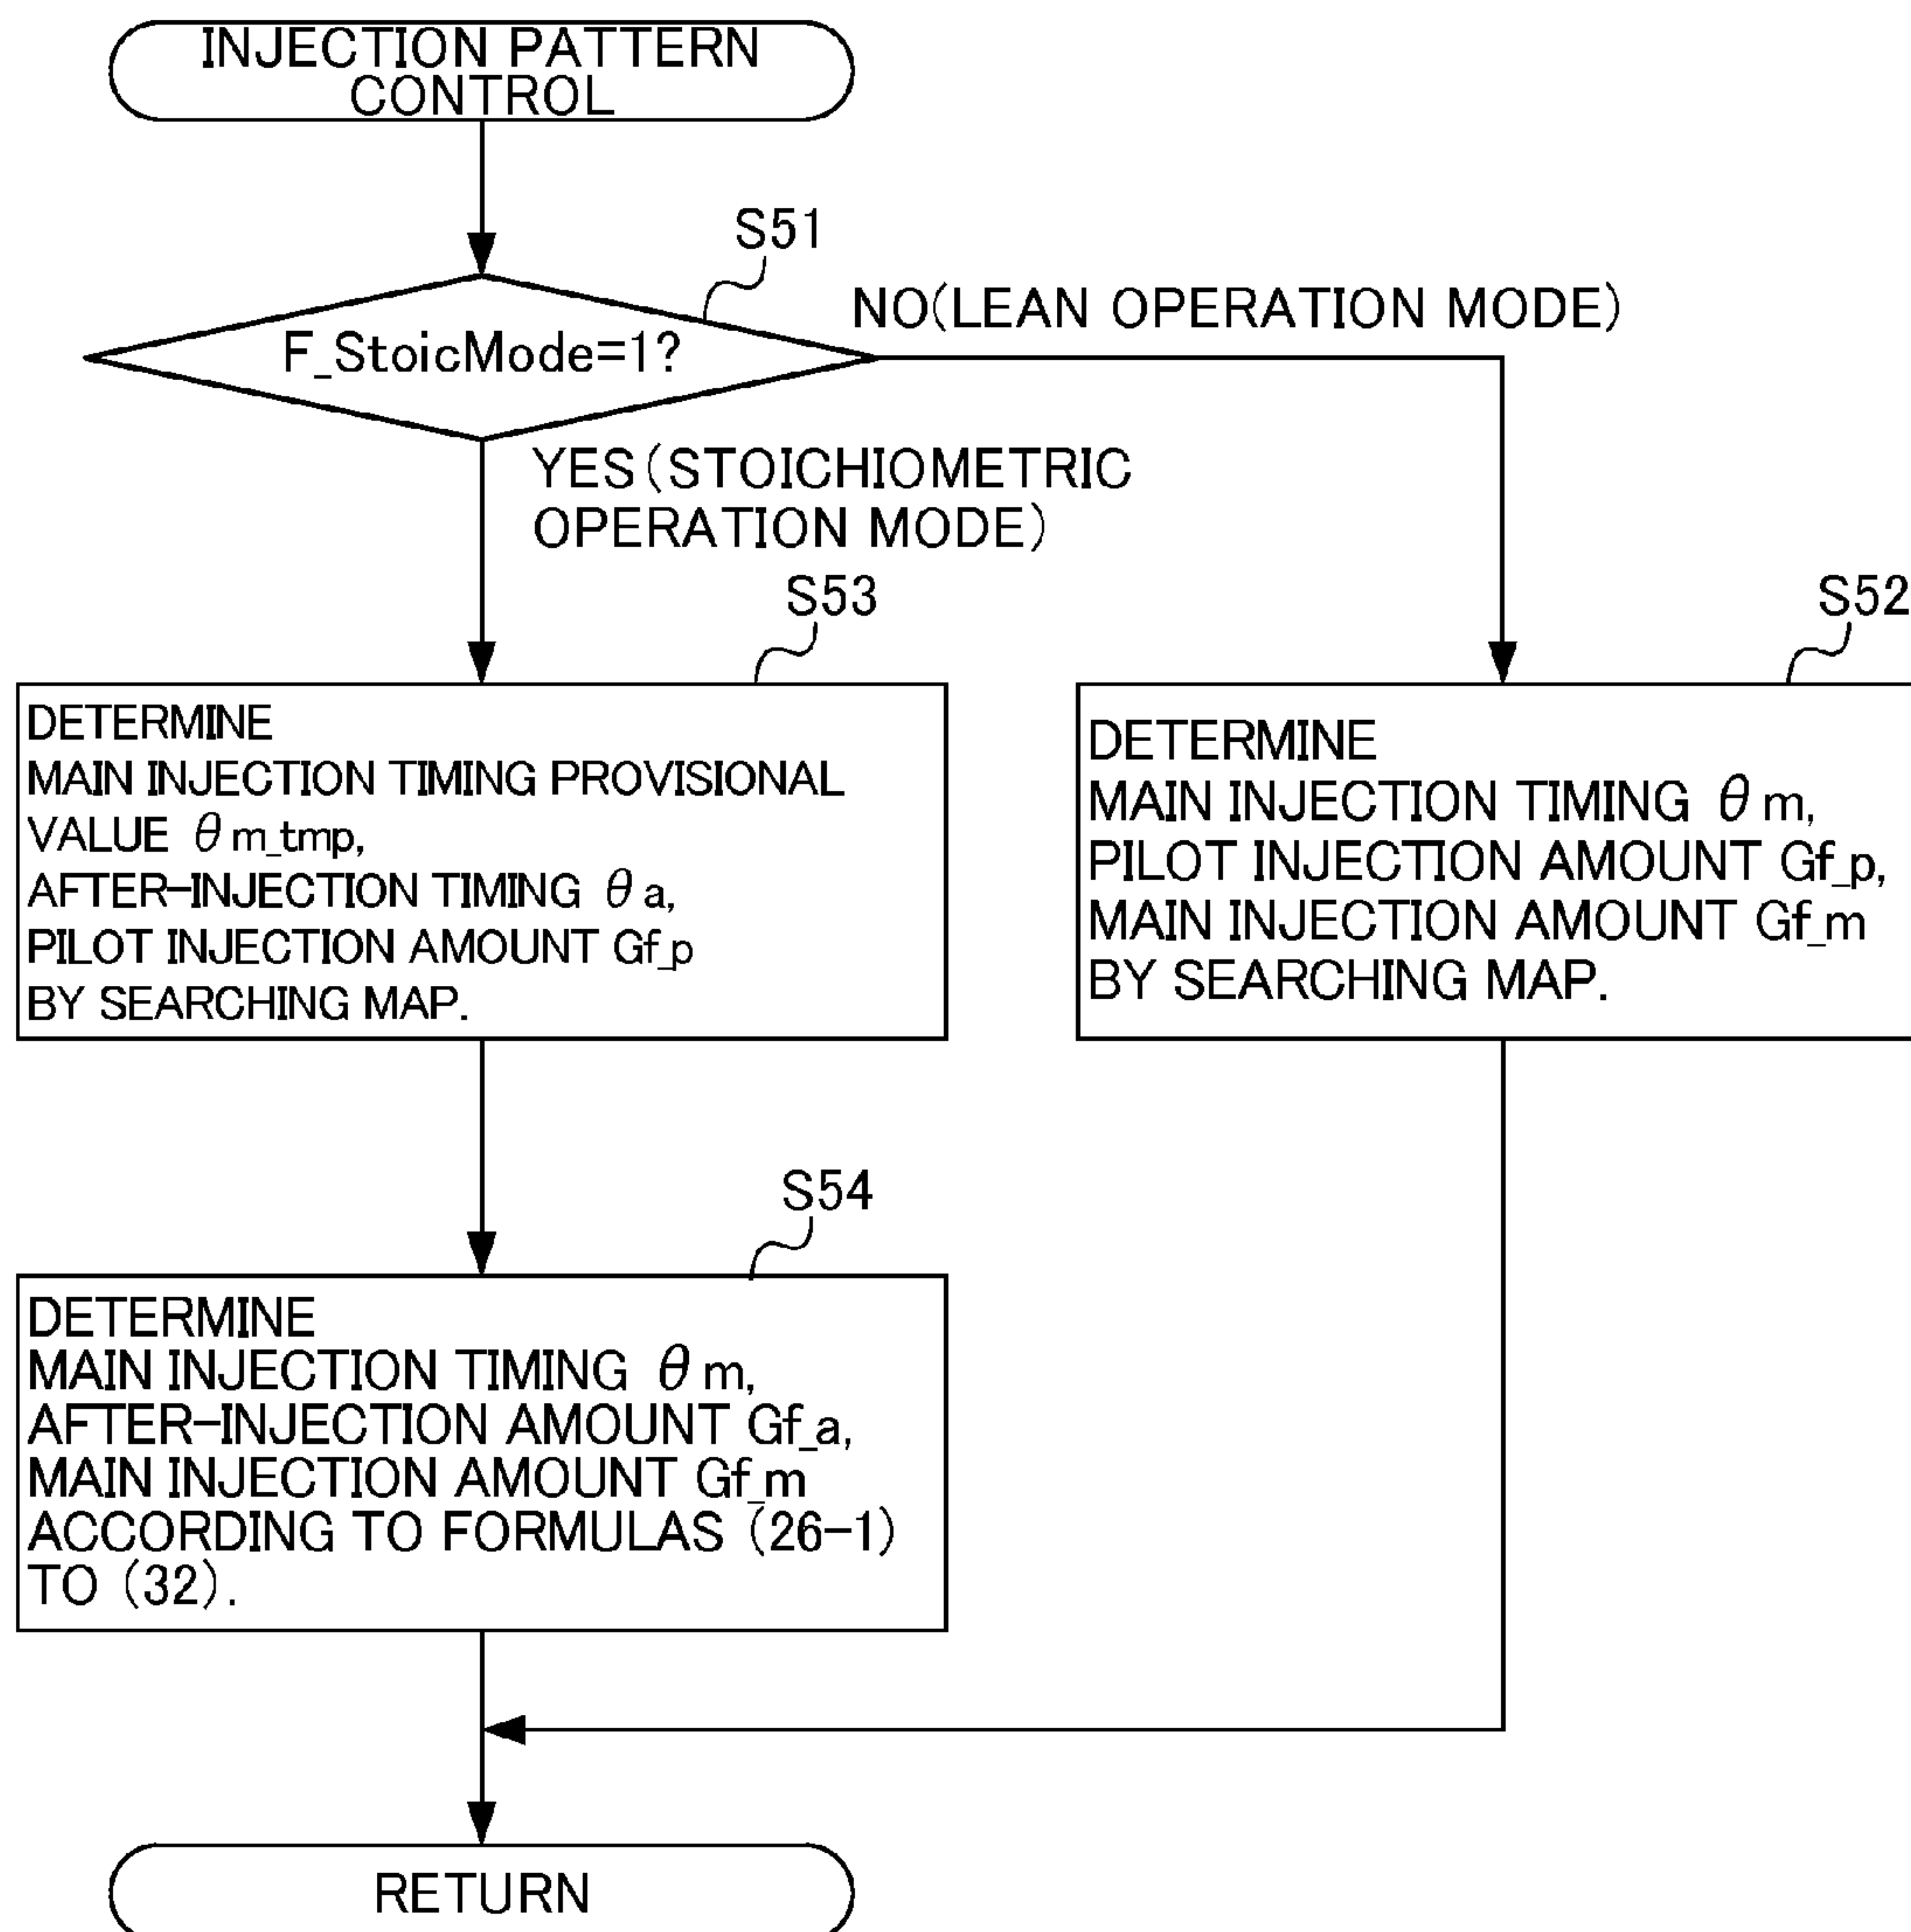 INJECTION PATTERN
CONTROL
S51
F_StoicMode=1?
NO(LEAN OPERATION MODE)
YES(STOICHIOMETRIC
OPERATION MODE)
S53
DETERMINE
MAIN INJECTION TIMING PROVISIONAL
VALUE θm_tmp,
AFTER-INJECTION TIMING θa,
PILOT INJECTION AMOUNT Gf_p
BY SEARCHING MAP.
S52
DETERMINE
MAIN INJECTION TIMING θm,
PILOT INJECTION AMOUNT Gf_p,
MAIN INJECTION AMOUNT Gf_m
BY SEARCHING MAP.
S54
DETERMINE
MAIN INJECTION TIMING θm,
AFTER-INJECTION AMOUNT Gf_a,
MAIN INJECTION AMOUNT Gf_m
ACCORDING TO FORMULAS (26-1)
TO (32).
RETURN